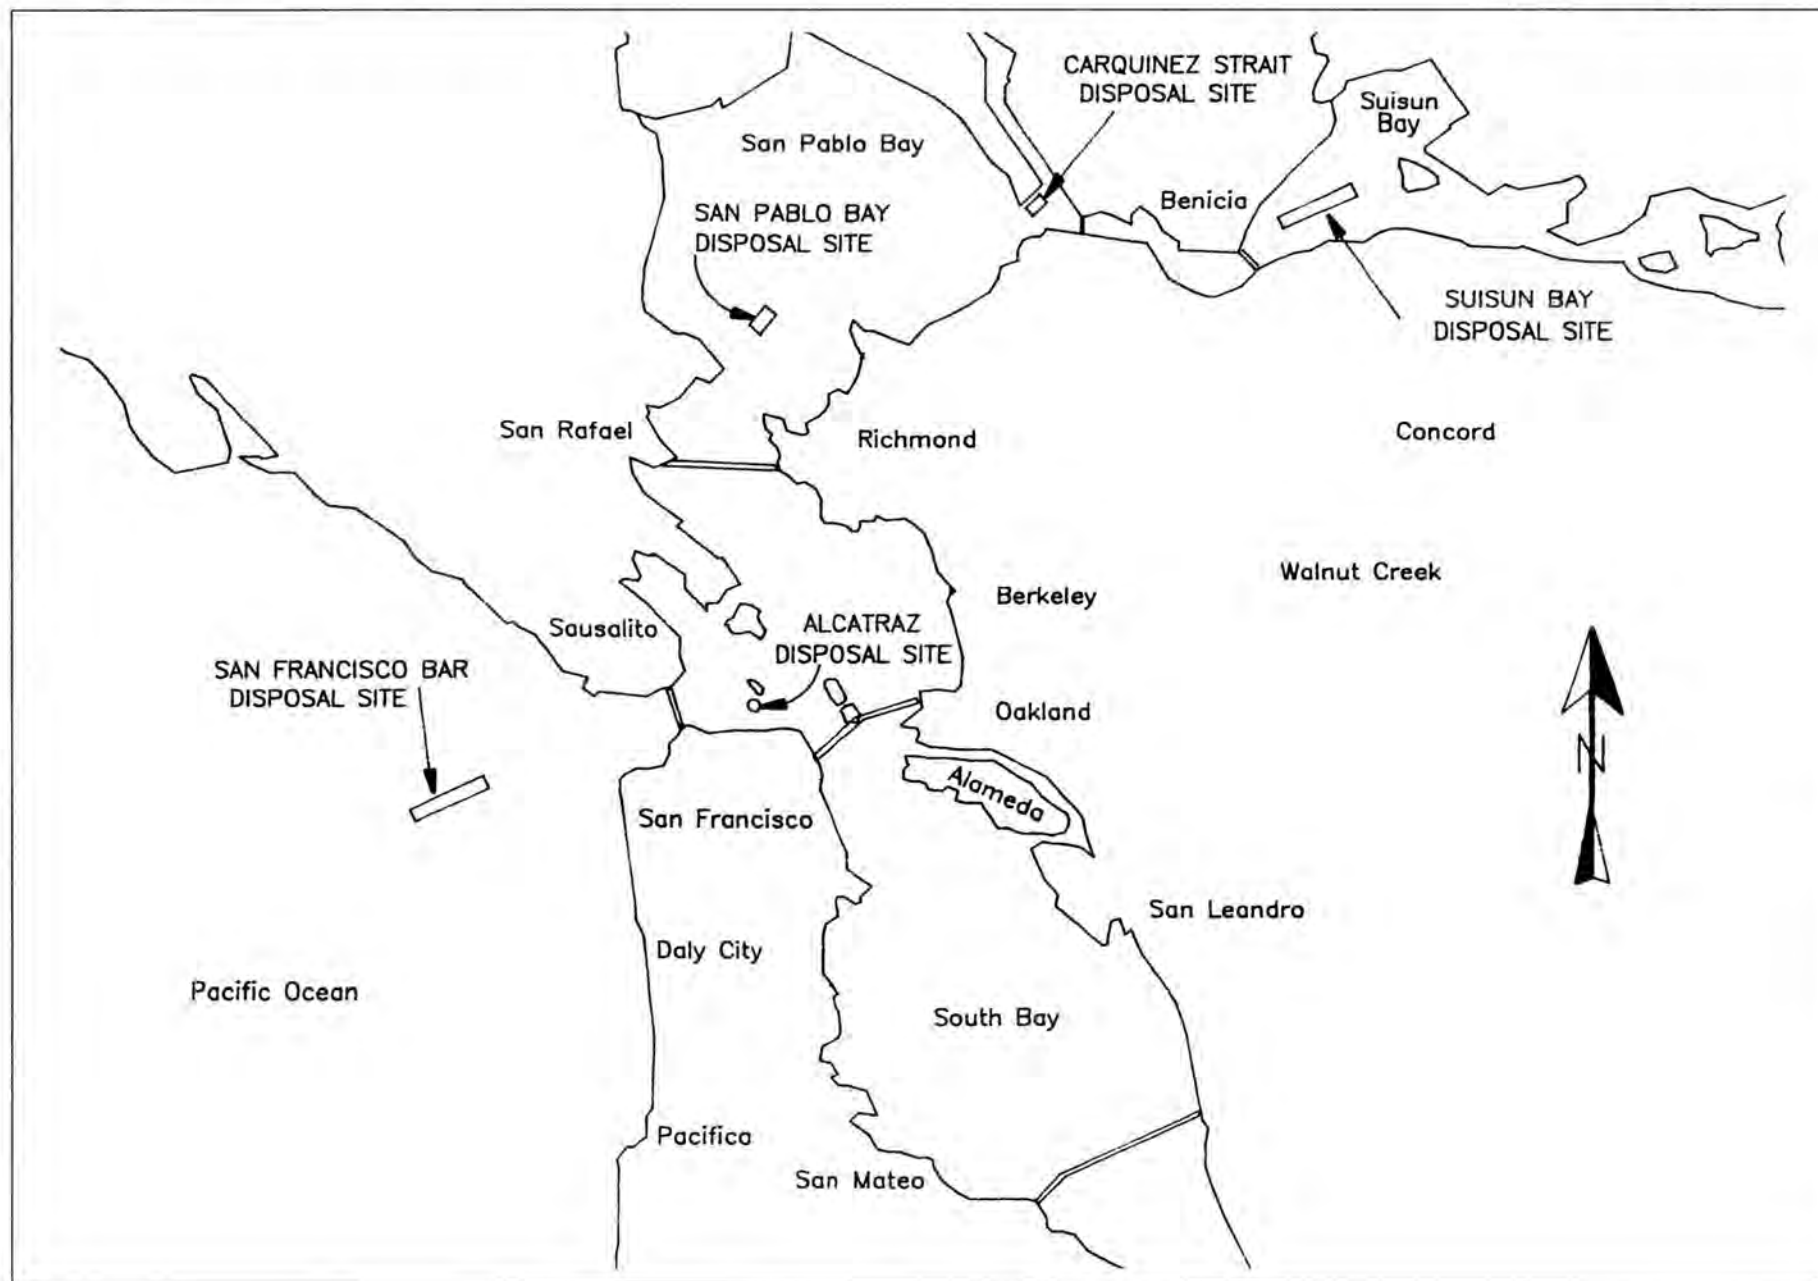 CARQUINEZ STRAIT
DISPOSAL SITE
Suisun
Bay
San Pablo Bay
Benicia
SAN PABLO BAY
DISPOSAL SITE
SUISUN BAY
DISPOSAL SITE
San Rafael
Richmond
Concord
Walnut Creek
Berkeley
Sausalito
ALCATRAZ
DISPOSAL SITE
SAN FRANCISCO BAR
DISPOSAL SITE
Oakland
N
Alameda
San Francisco
San Leandro
Daly City
Pacific Ocean
South Bay
Pacifica
San Mateo